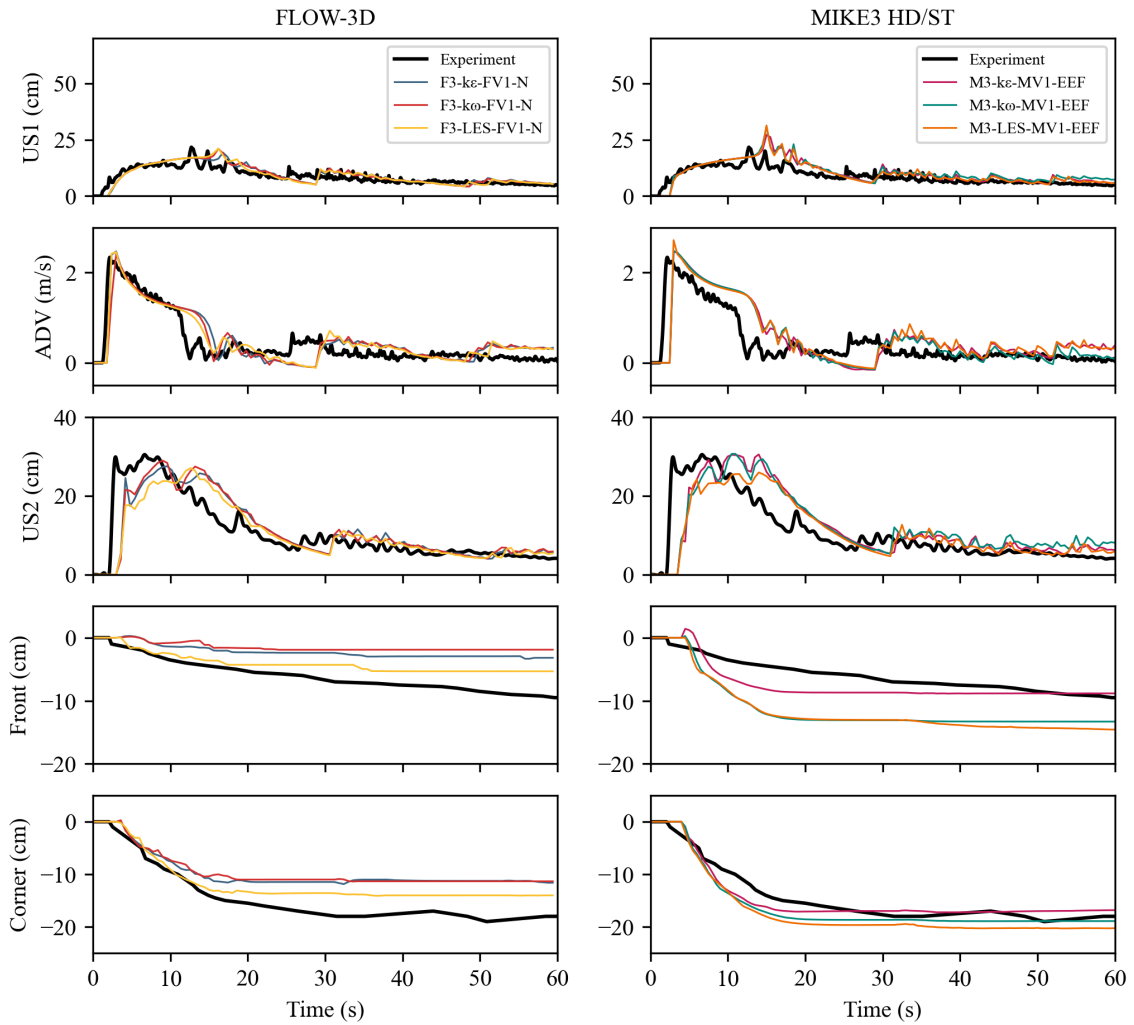 FLOW-3D
MIKE3 HD/ST
US1 (cm)
50
25
0
Experiment
F3-kε-FV1-N
F3-kω-FV1-N
F3-LES-FV1-N
50
25
0
Experiment
M3-kε-MV1-EEF
M3-kω-MV1-EEF
M3-LES-MV1-EEF
ADV (m/s)
2
0
2
0
US2 (cm)
40
20
0
40
20
0
Front (cm)
0
−10
−20
0
−10
−20
Corner (cm)
0
−10
−20
0
−10
−20
0 10 20 30 40 50 60
0 10 20 30 40 50 60
Time (s)
Time (s)